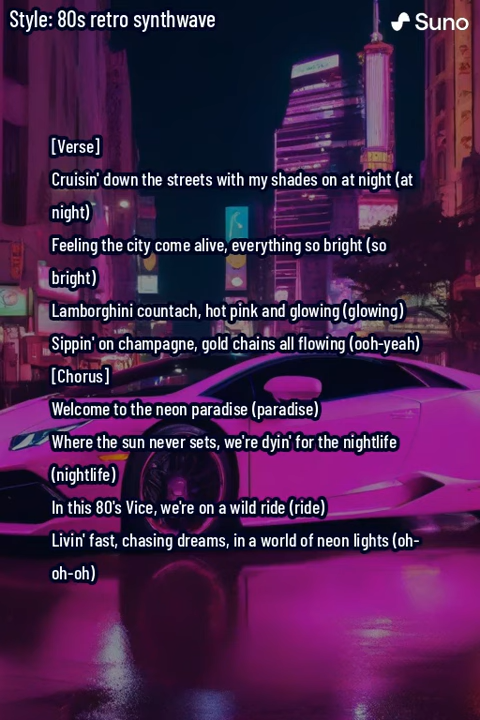 Style: 80s retro synthwave
Suno
[Verse]
Cruisin' down the streets with my shades on at night (at
night)
Feeling the city come alive, everything so bright (so
bright)
Lamborghini countach, hot pink and glowing (glowing)
Sippin' on champagne, gold chains all flowing (ooh-yeah)
[Chorus]
Welcome to the neon paradise (paradise)
Where the sun never sets, we're dyin' for the nightlife
(nightlife)
In this 80's Vice, we're on a wild ride (ride)
Livin' fast, chasing dreams, in a world of neon lights (oh-
oh-oh)